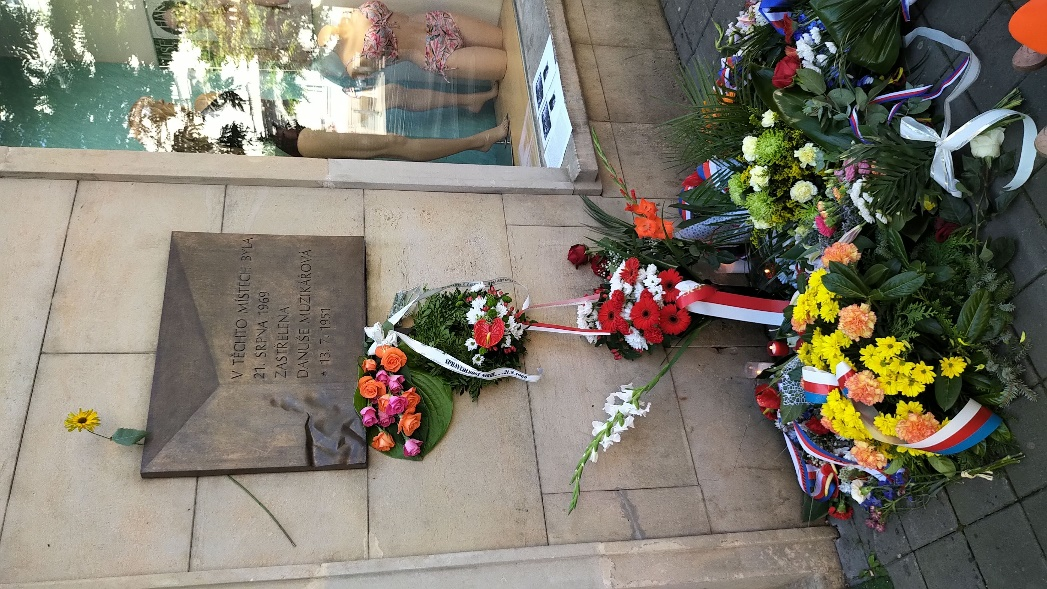 V TĚCHTO MÍSTECH BYLA
21. SRPNA 1969
ZASTŘELENA
DANUŠE MUZIKÁŘOVÁ
* 13. 7. 1951